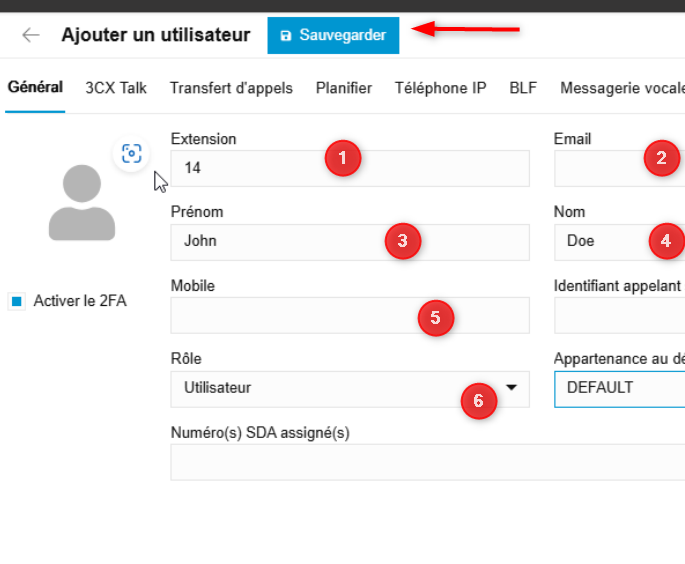 Ajouter un utilisateur Sauvegarder
Général 3CX Talk Transfert d'appels Planifier Téléphone IP BLF Messagerie vocale
Extension Email
14 1 2
Prénom Nom
John 3 Doe 4
Activer le 2FA
Mobile Identifiant appelant
5
Rôle Appartenance au dé
Utilisateur 6 DEFAULT
Numéro(s) SDA assigné(s)